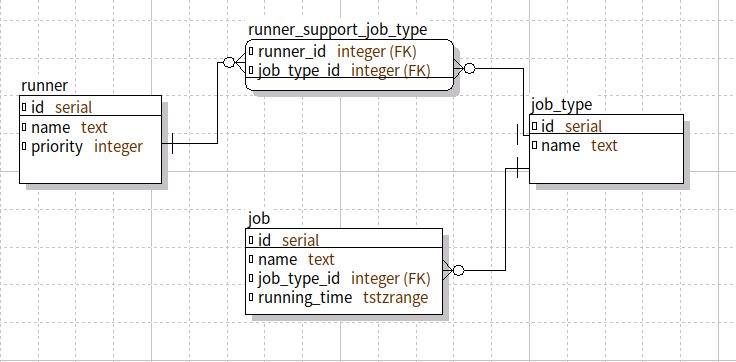 runner_support_job_type
runner_id integer (FK)
job_type_id integer (FK)
runner
id serial
name text
priority integer
job_type
id serial
name text
job
id serial
name text
job_type_id integer (FK)
running_time tstzrange